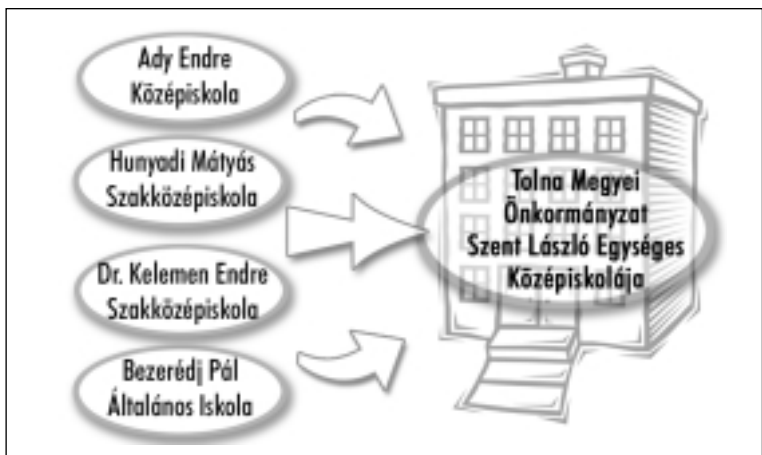 Ady Endre
Középiskola
Hunyadi Mátyás
Szakközépiskola
Dr. Kelemen Endre
Szakközépiskola
Bezerédj Pál
Általános Iskola
Tolna Megyei
Önkormányzat
Szent László Egységes
Középiskolája